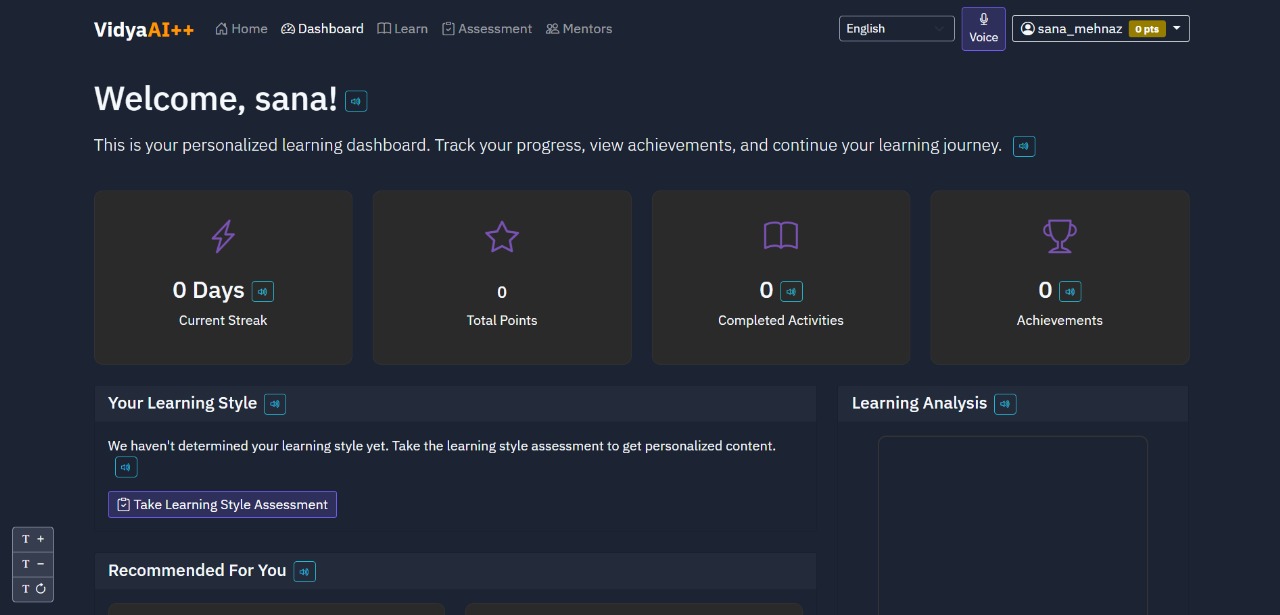 VidyaAI++ Home Dashboard Learn Assessment Mentors English Voice sana_mehnaz 0 pts
Welcome, sana!
This is your personalized learning dashboard. Track your progress, view achievements, and continue your learning journey.
0 Days
Current Streak
0
Total Points
0
Completed Activities
0
Achievements
Your Learning Style
We haven't determined your learning style yet. Take the learning style assessment to get personalized content.
Take Learning Style Assessment
Learning Analysis
Recommended For You
T +
T −
T